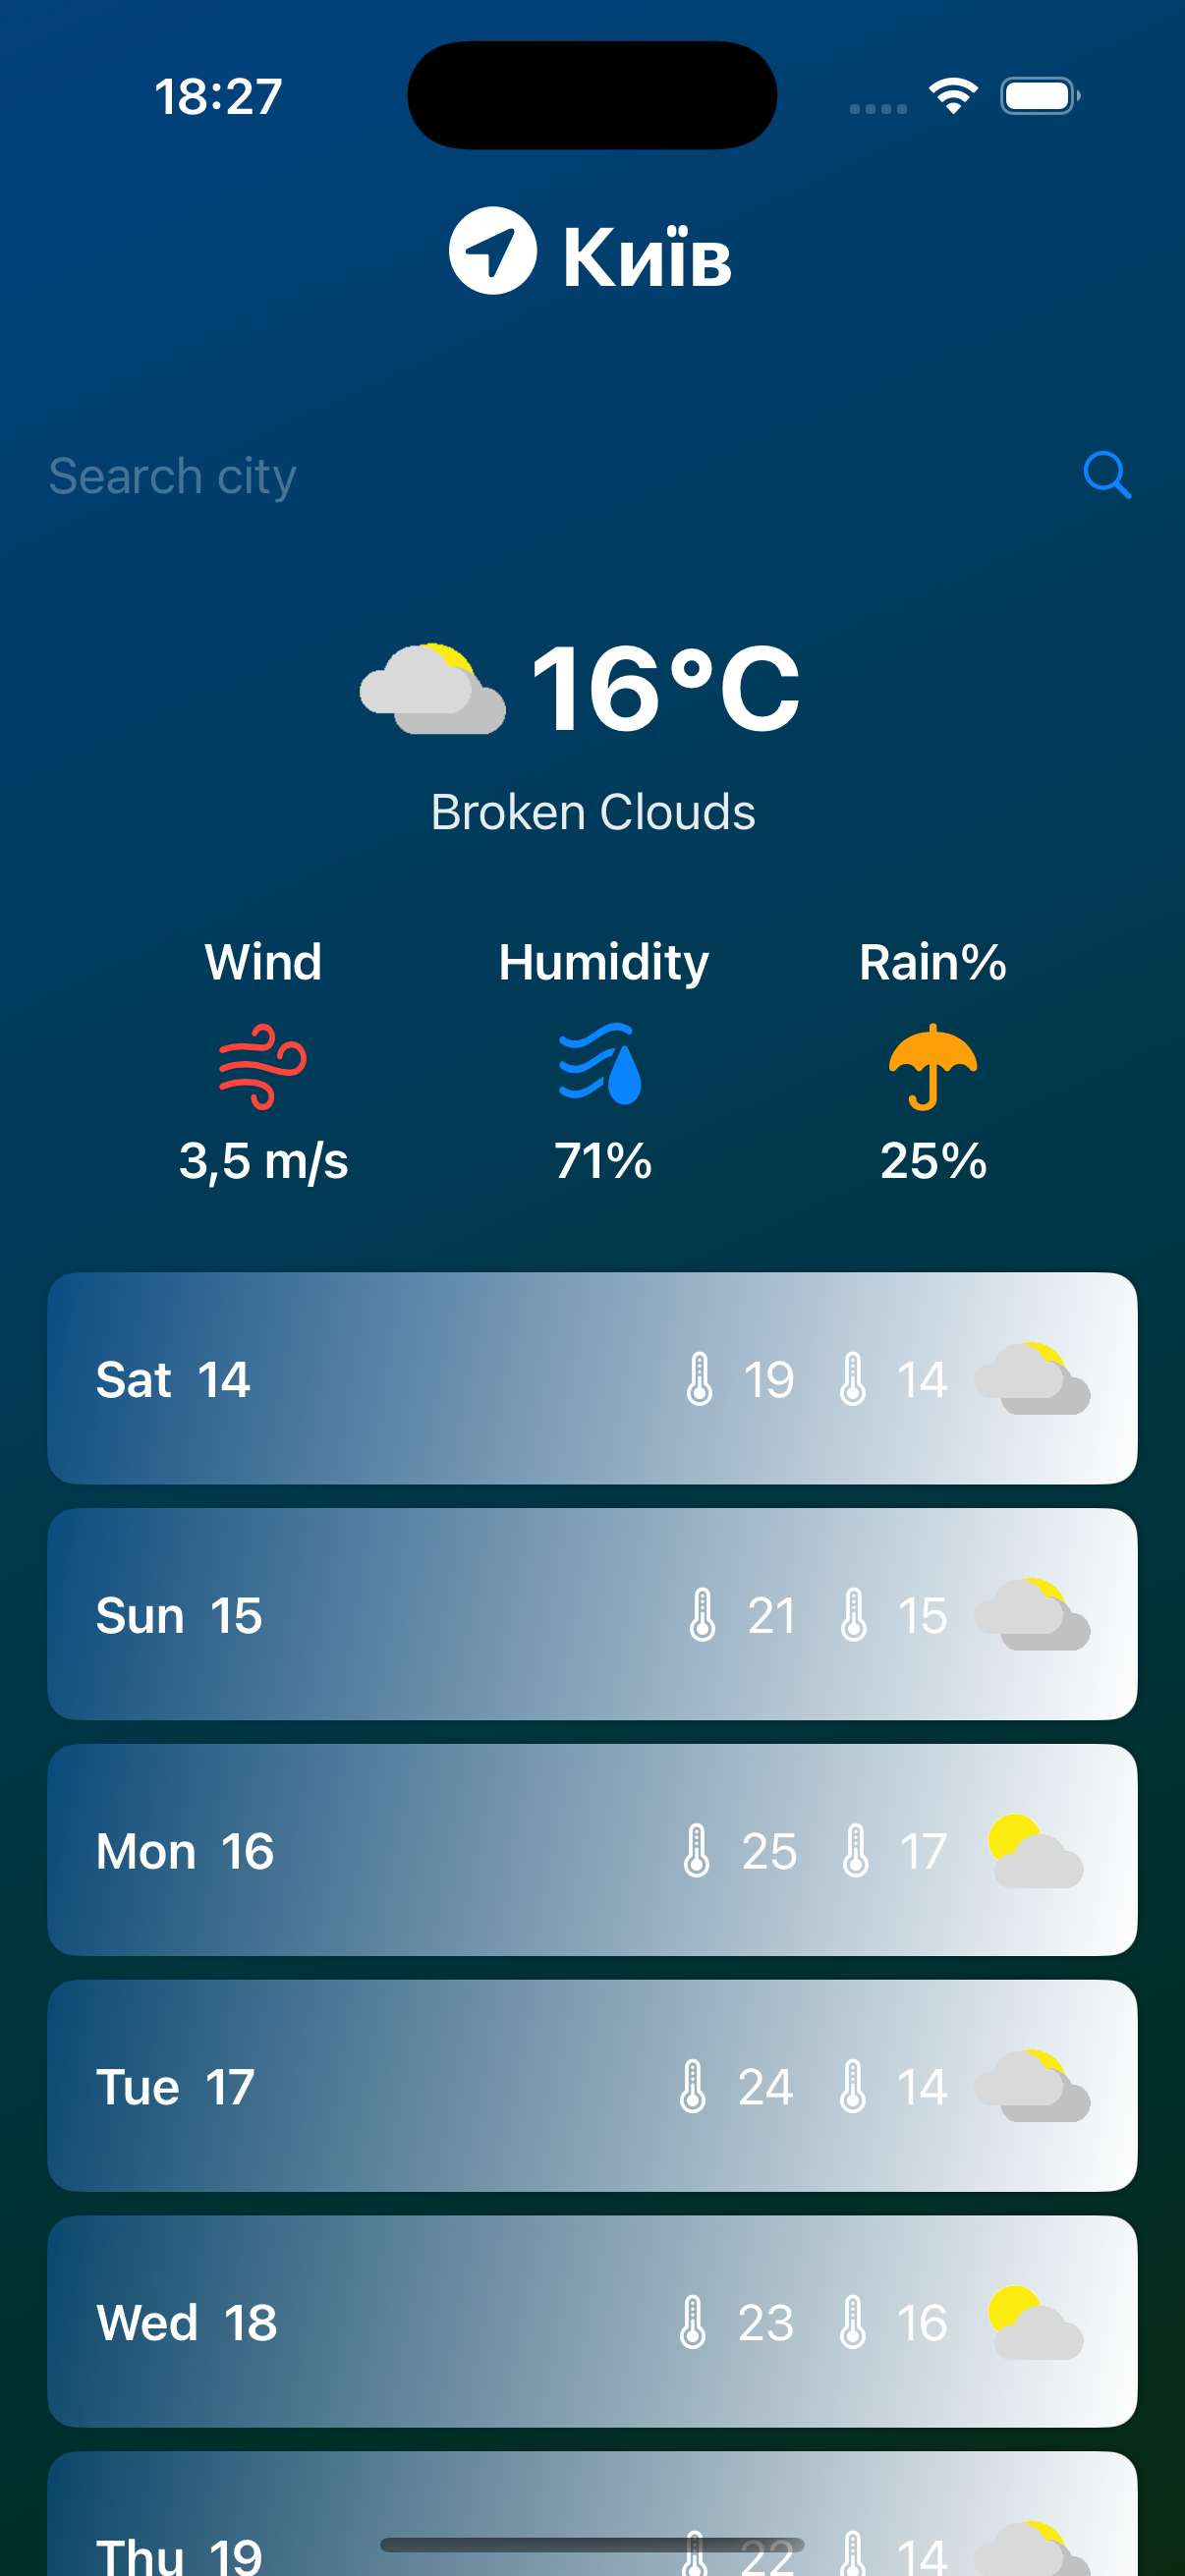 18:27
Київ
Search city
16°C
Broken Clouds
Wind Humidity Rain%
3,5 m/s 71% 25%
Sat 14 19 14
Sun 15 21 15
Mon 16 25 17
Tue 17 24 14
Wed 18 23 16
Thu 19 22 14